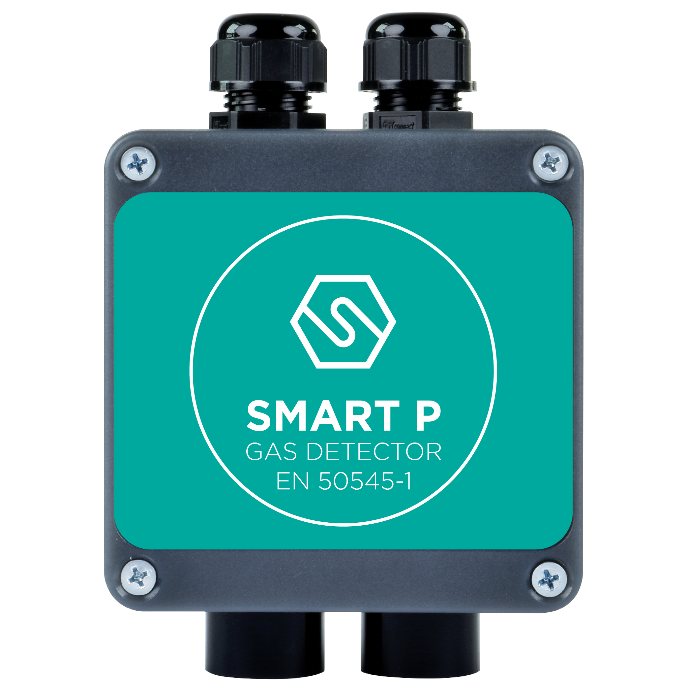 SMART P
GAS DETECTOR
EN 50545-1